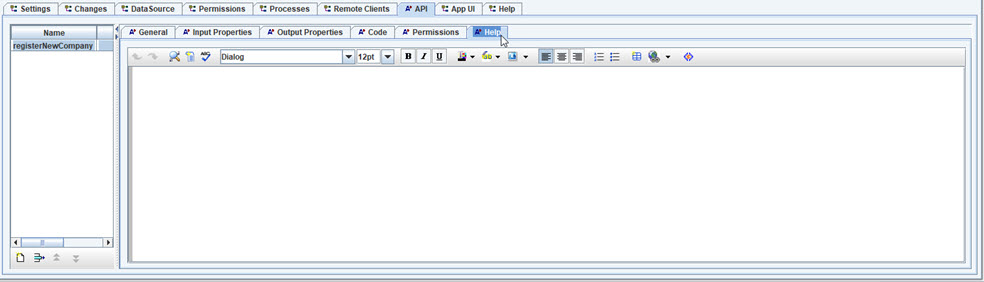 Settings Changes DataSource Permissions Processes Remote Clients API App UI Help
Name
General Input Properties Output Properties Code Permissions Help
registerNewCompany
Dialog 12pt B I U